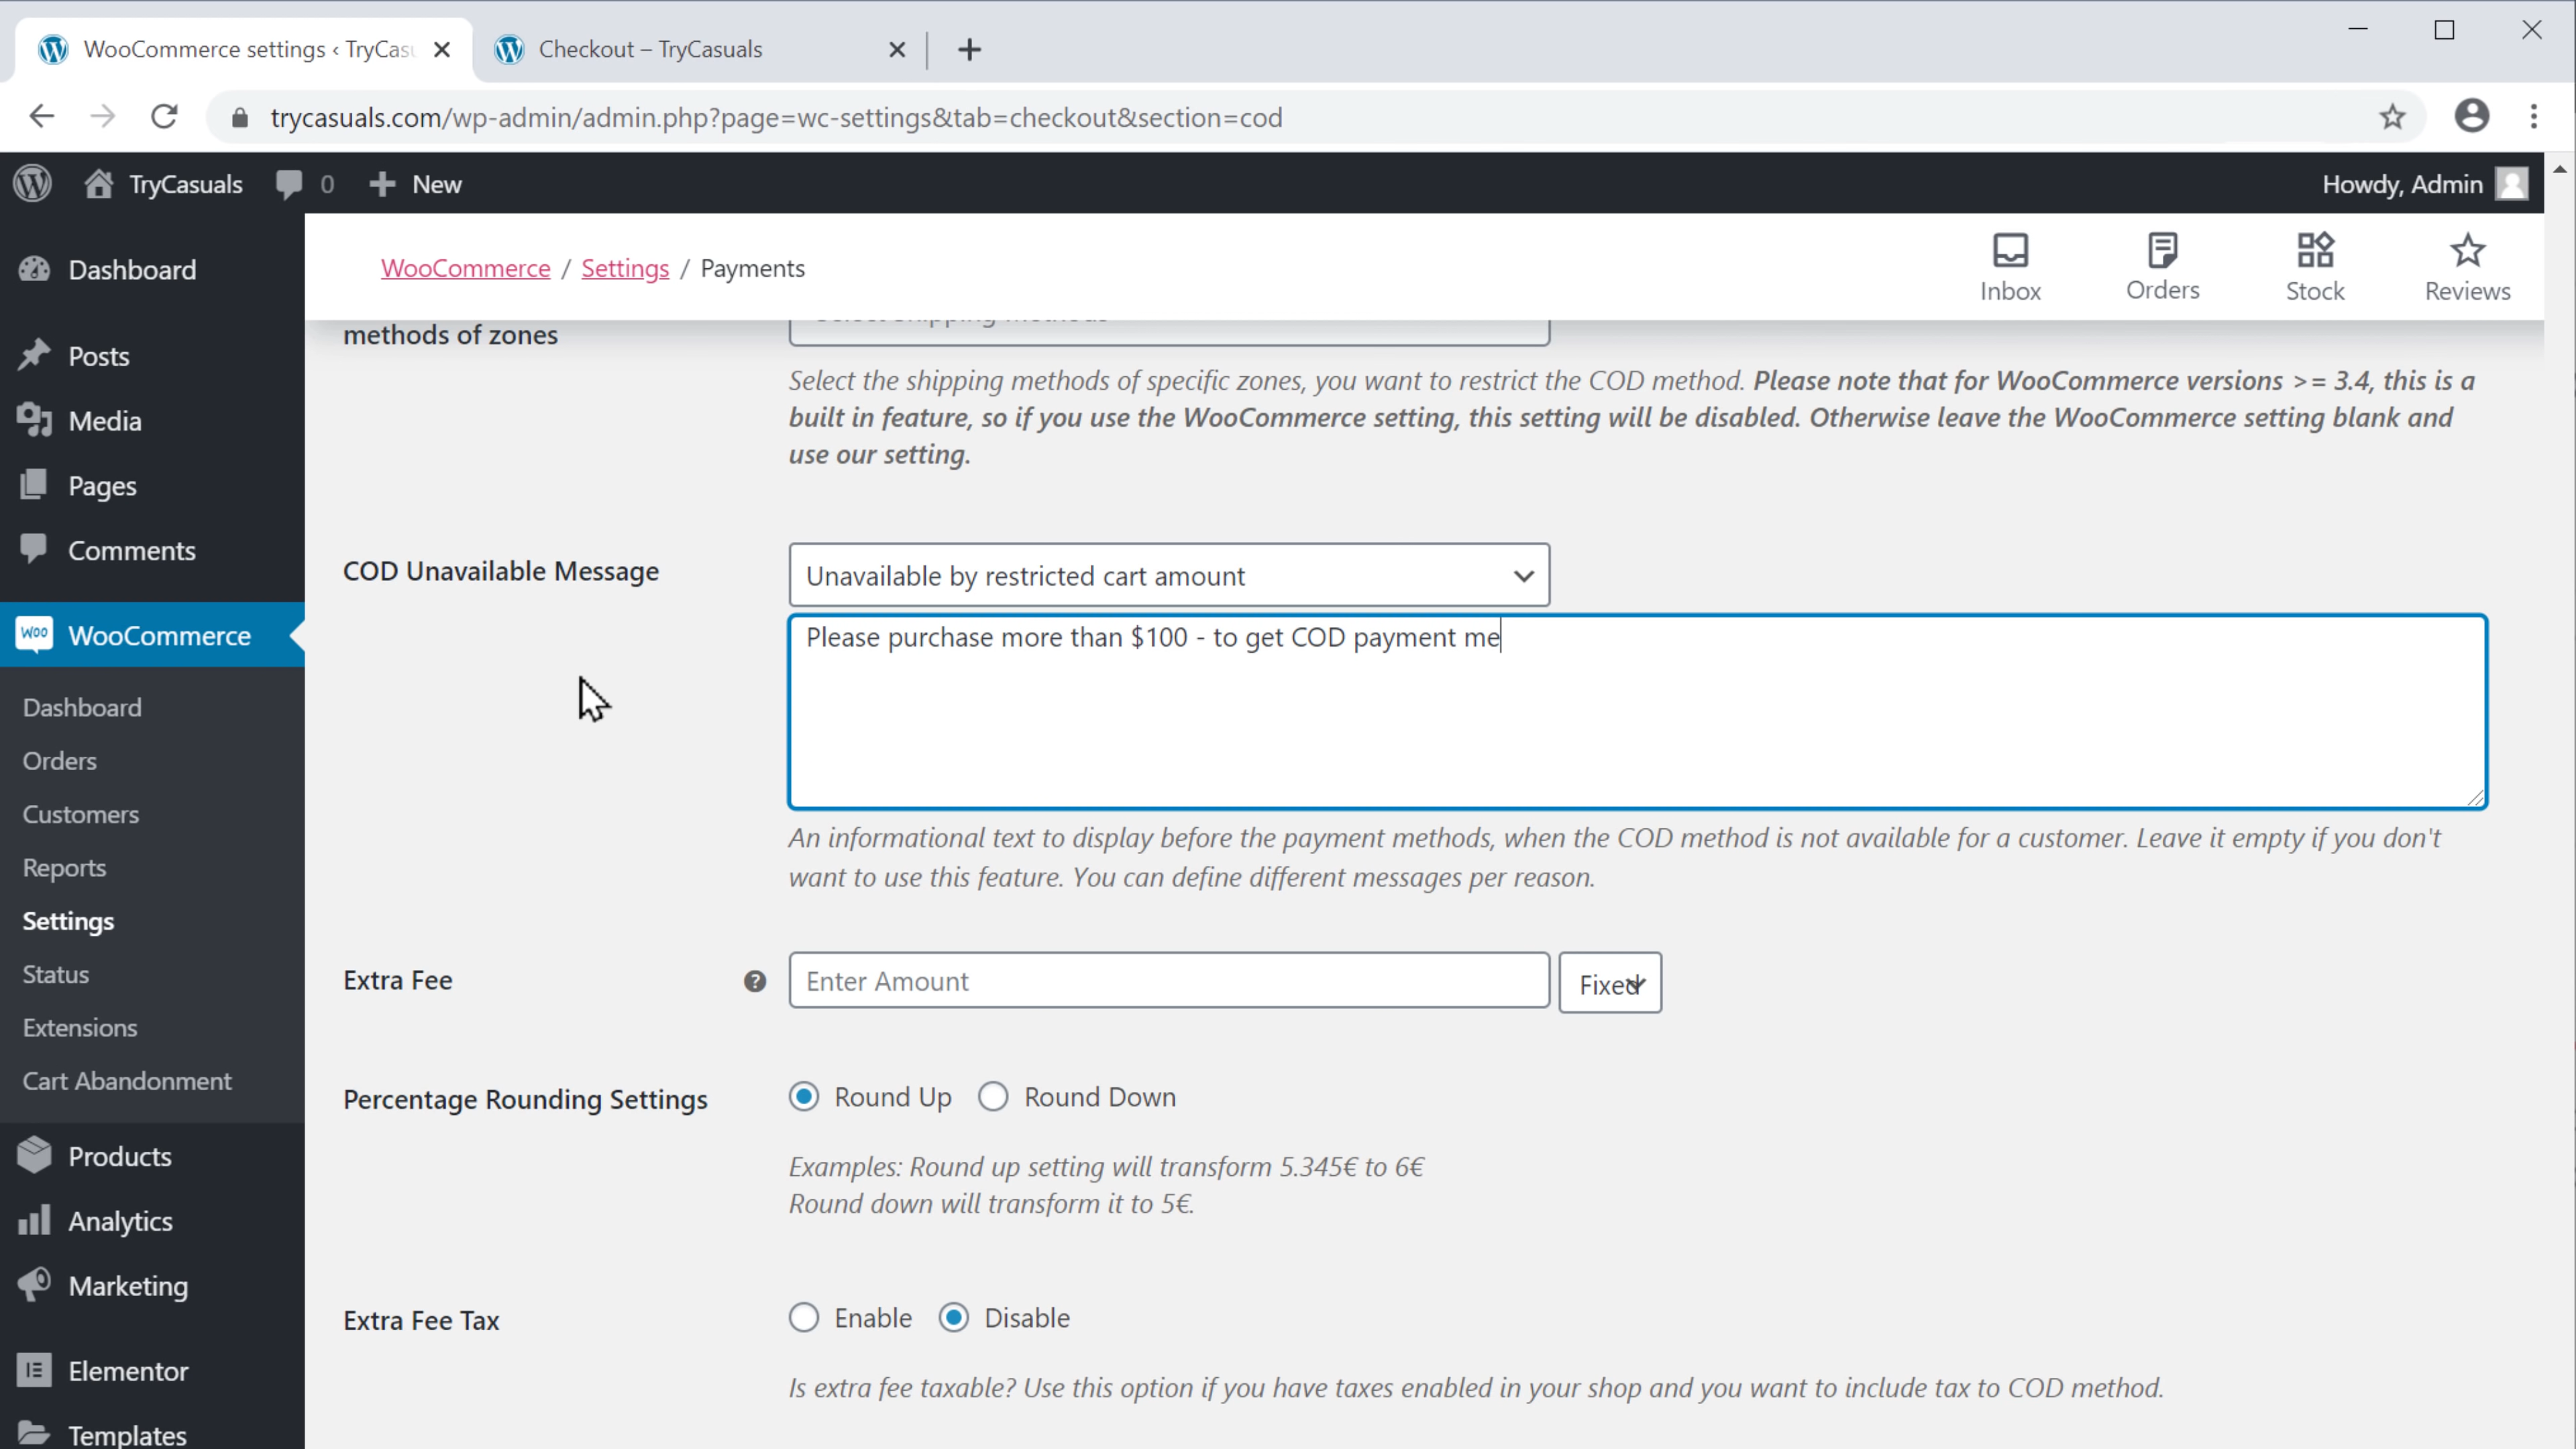 WooCommerce settings ‹ TryCasu
Checkout – TryCasuals
trycasuals.com/wp-admin/admin.php?page=wc-settings&tab=checkout&section=cod
TryCasuals
0
New
Howdy, Admin
WooCommerce / Settings / Payments
Inbox
Orders
Stock
Reviews
Dashboard
Posts
Media
Pages
Comments
Woo
WooCommerce
Dashboard
Orders
Customers
Reports
Settings
Status
Extensions
Cart Abandonment
Products
Analytics
Marketing
Elementor
Templates
methods of zones
Select the shipping methods of specific zones, you want to restrict the COD method. Please note that for WooCommerce versions >= 3.4, this is a
built in feature, so if you use the WooCommerce setting, this setting will be disabled. Otherwise leave the WooCommerce setting blank and
use our setting.
COD Unavailable Message
Unavailable by restricted cart amount
Please purchase more than $100 - to get COD payment me
An informational text to display before the payment methods, when the COD method is not available for a customer. Leave it empty if you don't
want to use this feature. You can define different messages per reason.
Extra Fee
?
Enter Amount
Fixed
Percentage Rounding Settings
Round Up
Round Down
Examples: Round up setting will transform 5.345€ to 6€
Round down will transform it to 5€.
Extra Fee Tax
Enable
Disable
Is extra fee taxable? Use this option if you have taxes enabled in your shop and you want to include tax to COD method.